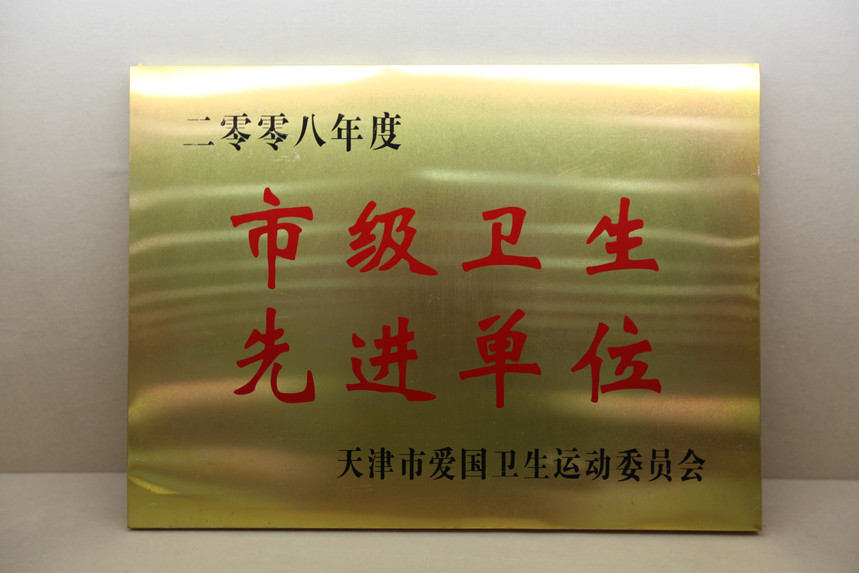 二零零八年度
市级卫生
先进单位
天津市爱国卫生运动委员会